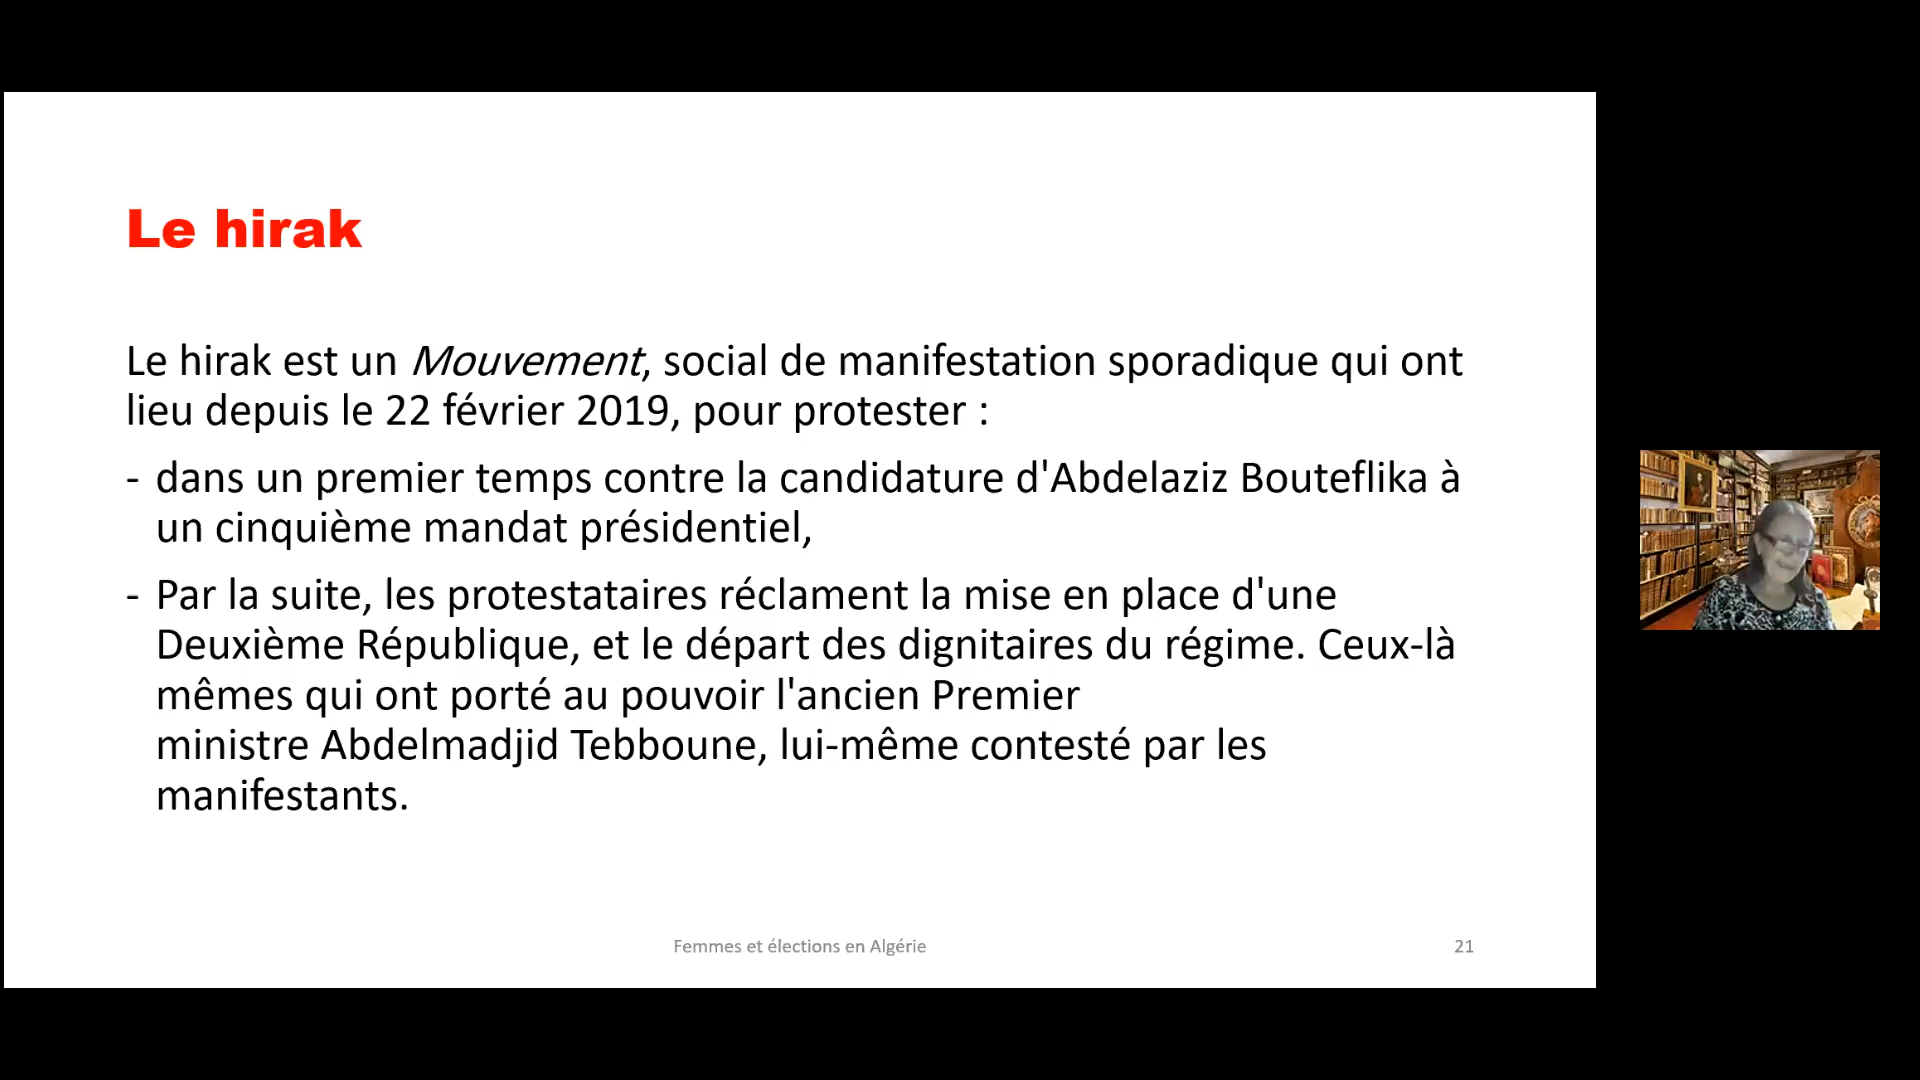 Le hirak
Le hirak est un Mouvement, social de manifestation sporadique qui ont
lieu depuis le 22 février 2019, pour protester :
- dans un premier temps contre la candidature d'Abdelaziz Bouteflika à
un cinquième mandat présidentiel,
- Par la suite, les protestataires réclament la mise en place d'une
Deuxième République, et le départ des dignitaires du régime. Ceux-là
mêmes qui ont porté au pouvoir l'ancien Premier
ministre Abdelmadjid Tebboune, lui-même contesté par les
manifestants.
Femmes et élections en Algérie
21